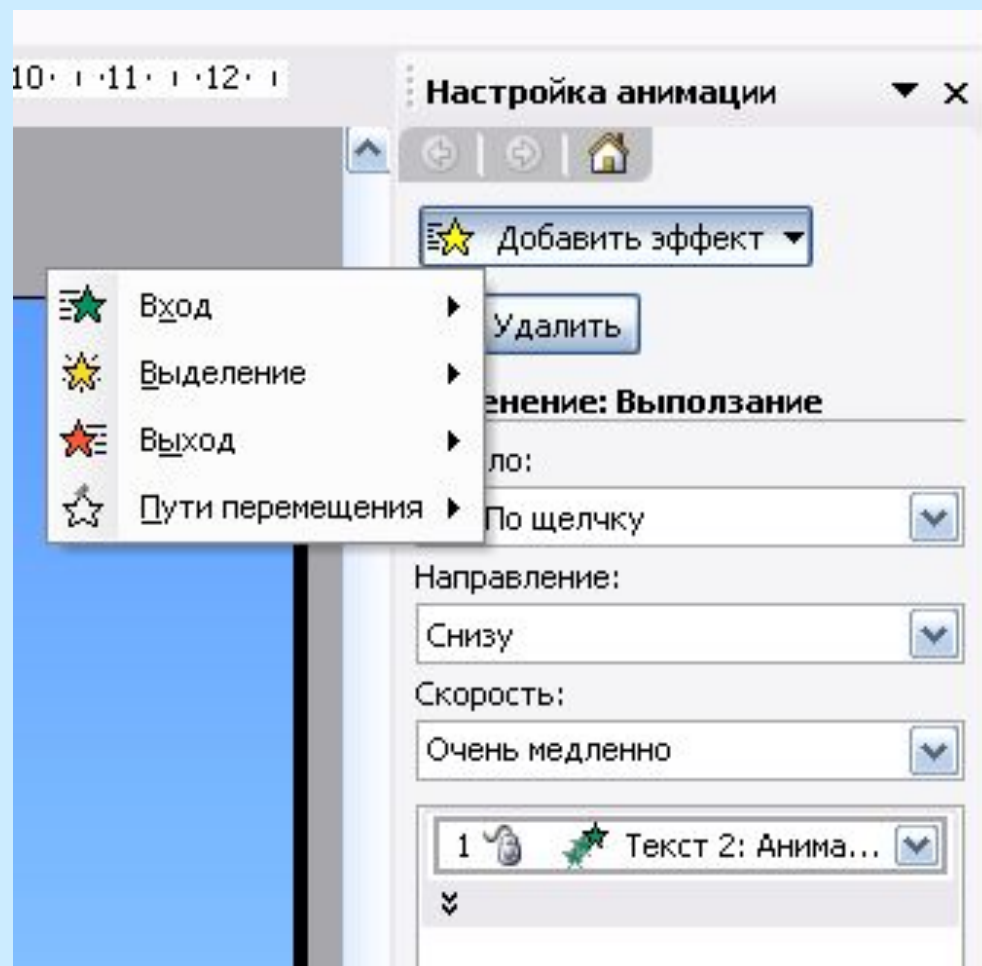 10 · ı · 11 · ı · 12 · ı
Настройка анимации
Добавить эффект
Вход
Выделение
Выход
Пути перемещения
Удалить
енение: Выползание
ло:
По щелчку
Направление:
Снизу
Скорость:
Очень медленно
1 Текст 2: Анима...